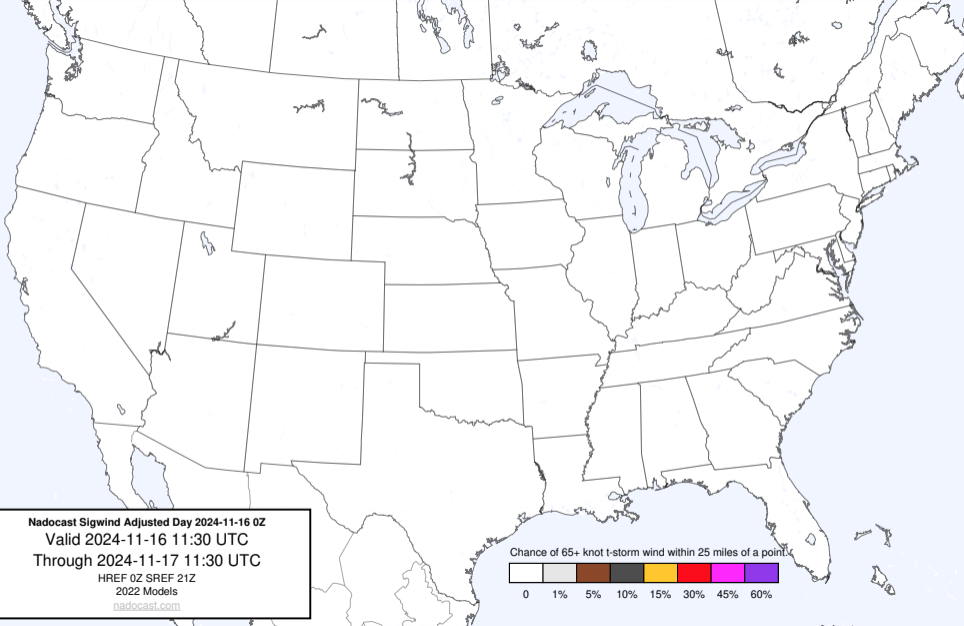 Nadocast Sigwind Adjusted Day 2024-11-16 0Z
Valid 2024-11-16 11:30 UTC
Through 2024-11-17 11:30 UTC
HREF 0Z SREF 21Z
2022 Models
nadocast.com
Chance of 65+ knot t-storm wind within 25 miles of a point.
0 1% 5% 10% 15% 30% 45% 60%